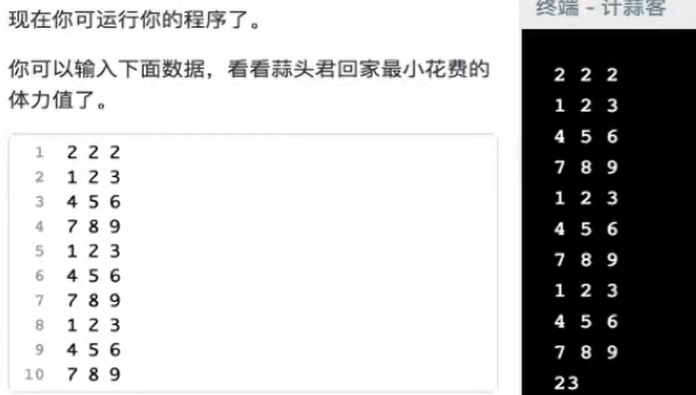 现在你可运行你的程序了。
你可以输入下面数据，看看蒜头君回家最小花费的
体力值了。
1 2 2 2
2 1 2 3
3 4 5 6
4 7 8 9
5 1 2 3
6 4 5 6
7 7 8 9
8 1 2 3
9 4 5 6
10 7 8 9
终端 - 计蒜客
2 2 2
1 2 3
4 5 6
7 8 9
1 2 3
4 5 6
7 8 9
1 2 3
4 5 6
7 8 9
23